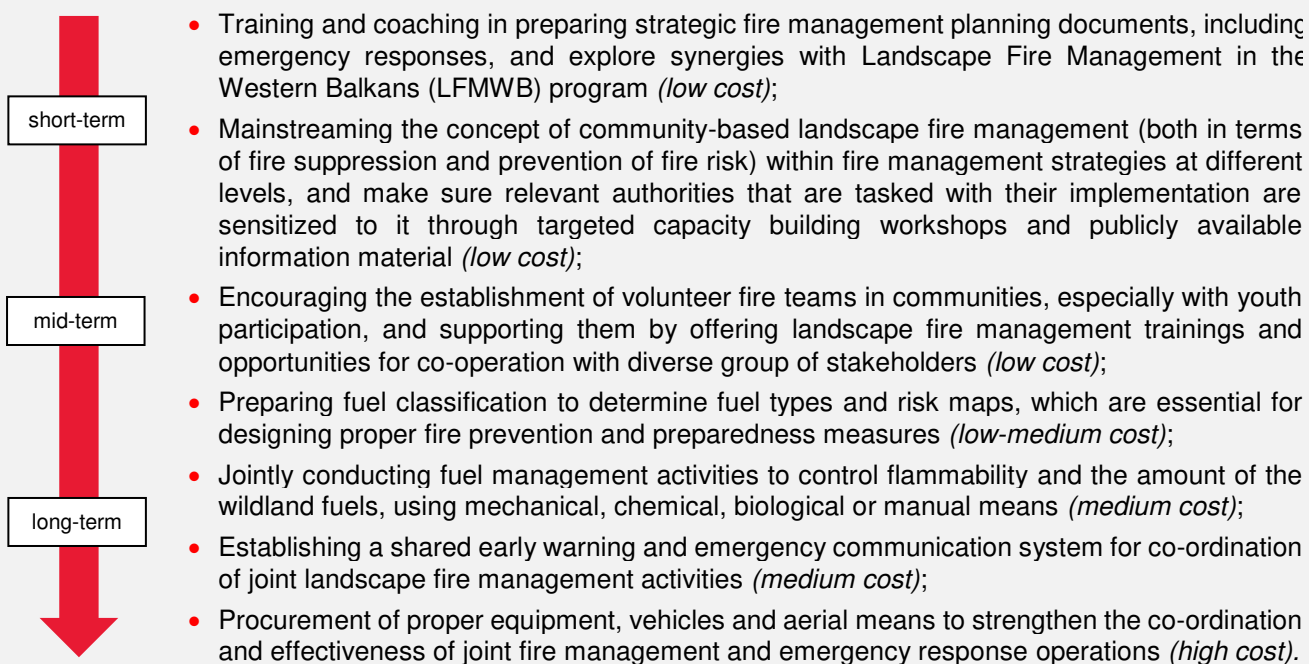 Training and coaching in preparing strategic fire management planning documents, including
emergency responses, and explore synergies with Landscape Fire Management in the
Western Balkans (LFMWB) program (low cost);
short-term
Mainstreaming the concept of community-based landscape fire management (both in terms
of fire suppression and prevention of fire risk) within fire management strategies at different
levels, and make sure relevant authorities that are tasked with their implementation are
sensitized to it through targeted capacity building workshops and publicly available
information material (low cost);
mid-term
Encouraging the establishment of volunteer fire teams in communities, especially with youth
participation, and supporting them by offering landscape fire management trainings and
opportunities for co-operation with diverse group of stakeholders (low cost);
Preparing fuel classification to determine fuel types and risk maps, which are essential for
designing proper fire prevention and preparedness measures (low-medium cost);
Jointly conducting fuel management activities to control flammability and the amount of the
wildland fuels, using mechanical, chemical, biological or manual means (medium cost);
long-term
Establishing a shared early warning and emergency communication system for co-ordination
of joint landscape fire management activities (medium cost);
Procurement of proper equipment, vehicles and aerial means to strengthen the co-ordination
and effectiveness of joint fire management and emergency response operations (high cost).